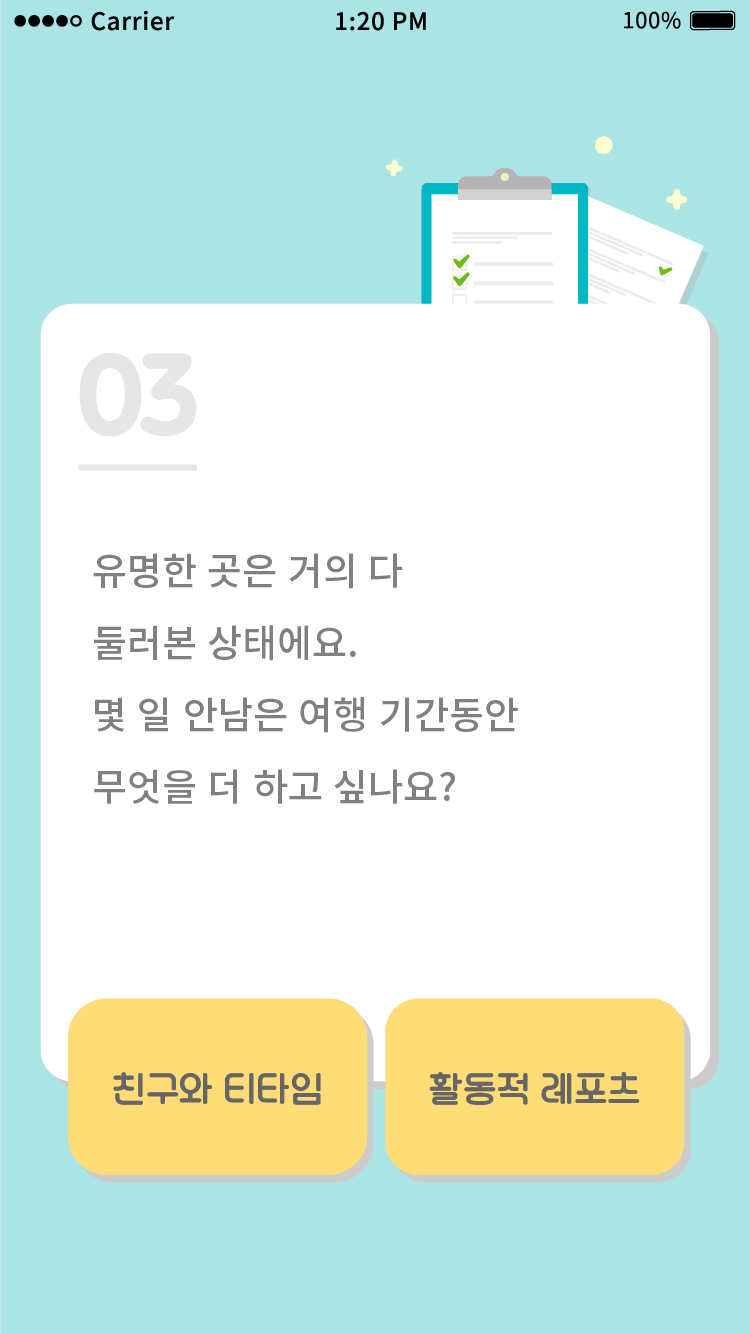 Carrier 1:20 PM 100%
03
유명한 곳은 거의 다
둘러본 상태에요.
몇 일 안남은 여행 기간동안
무엇을 더 하고 싶나요?
친구와 티타임 활동적 레포츠